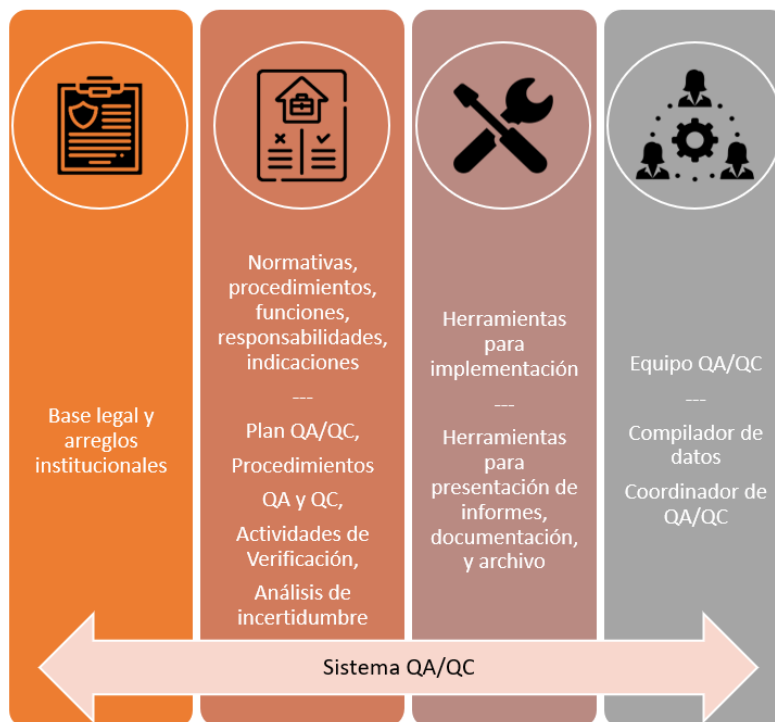 Base legal y
arreglos
institucionales
Normativas,
procedimientos,
funciones,
responsabilidades,
indicaciones
---
Plan QA/QC,
Procedimientos
QA y QC,
Actividades de
Verificación,
Análisis de
incertidumbre
Herramientas
para
implementación
---
Herramientas
para
presentación de
informes,
documentación,
y archivo
Equipo QA/QC
---
Compilador de
datos
Coordinador de
QA/QC
Sistema QA/QC